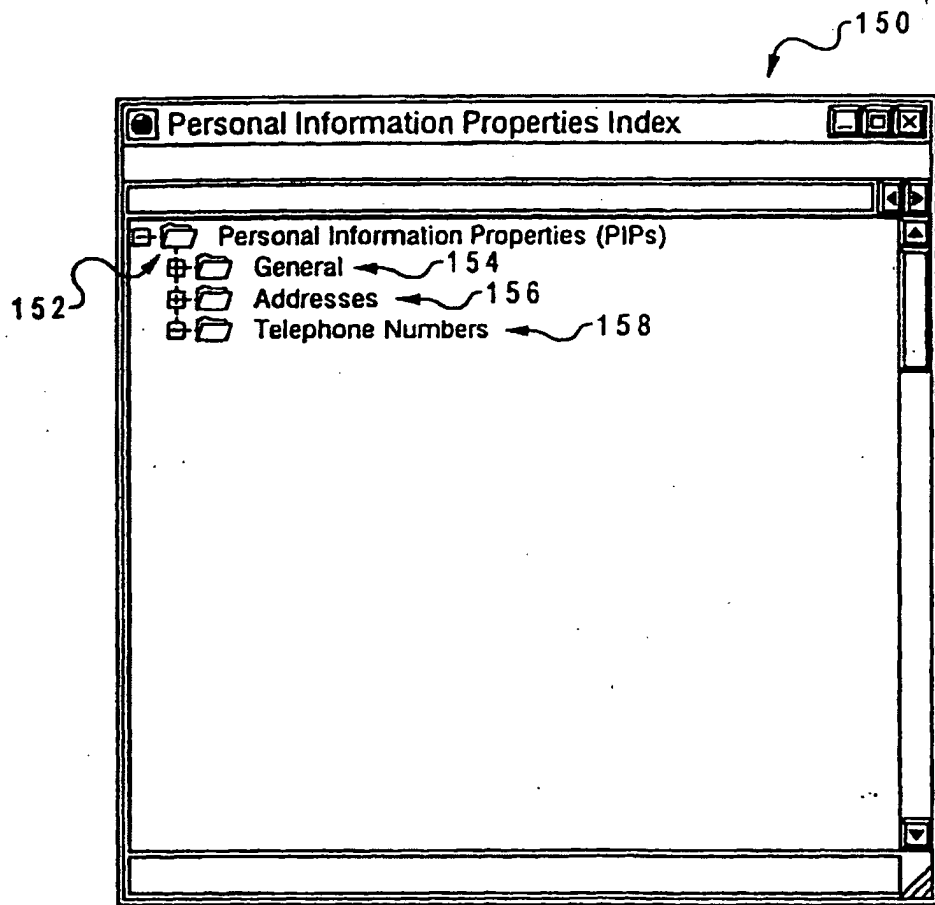 150
Personal Information Properties Index
Personal Information Properties (PIPs)
General 154
152
Addresses 156
Telephone Numbers 158